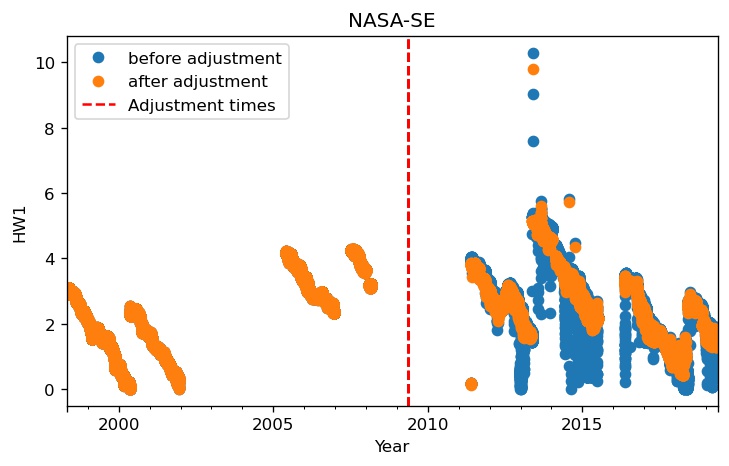 NASA-SE
before adjustment
after adjustment
Adjustment times
HW1
10
8
6
4
2
0
2000 2005 2010 2015
Year